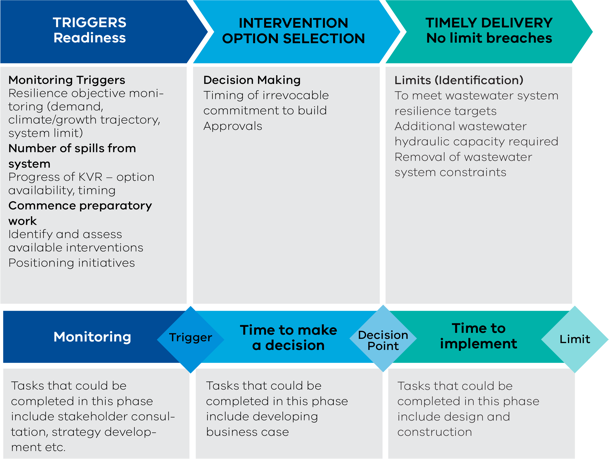 TRIGGERS
Readiness
INTERVENTION
OPTION SELECTION
TIMELY DELIVERY
No limit breaches
Monitoring Triggers
Resilience objective moni-
toring (demand,
climate/growth trajectory,
system limit)
Number of spills from
system
Progress of KVR – option
availability, timing
Commence preparatory
work
Identify and assess
available interventions
Positioning initiatives
Decision Making
Timing of irrevocable
commitment to build
Approvals
Limits (Identification)
To meet wastewater system
resilience targets
Additional wastewater
hydraulic capacity required
Removal of wastewater
system constraints
Monitoring
Trigger
Time to make
a decision
Decision
Point
Time to
implement
Limit
Tasks that could be
completed in this phase
include stakeholder consul-
tation, strategy develop-
ment etc.
Tasks that could be
completed in this phase
include developing
business case
Tasks that could be
completed in this phase
include design and
construction